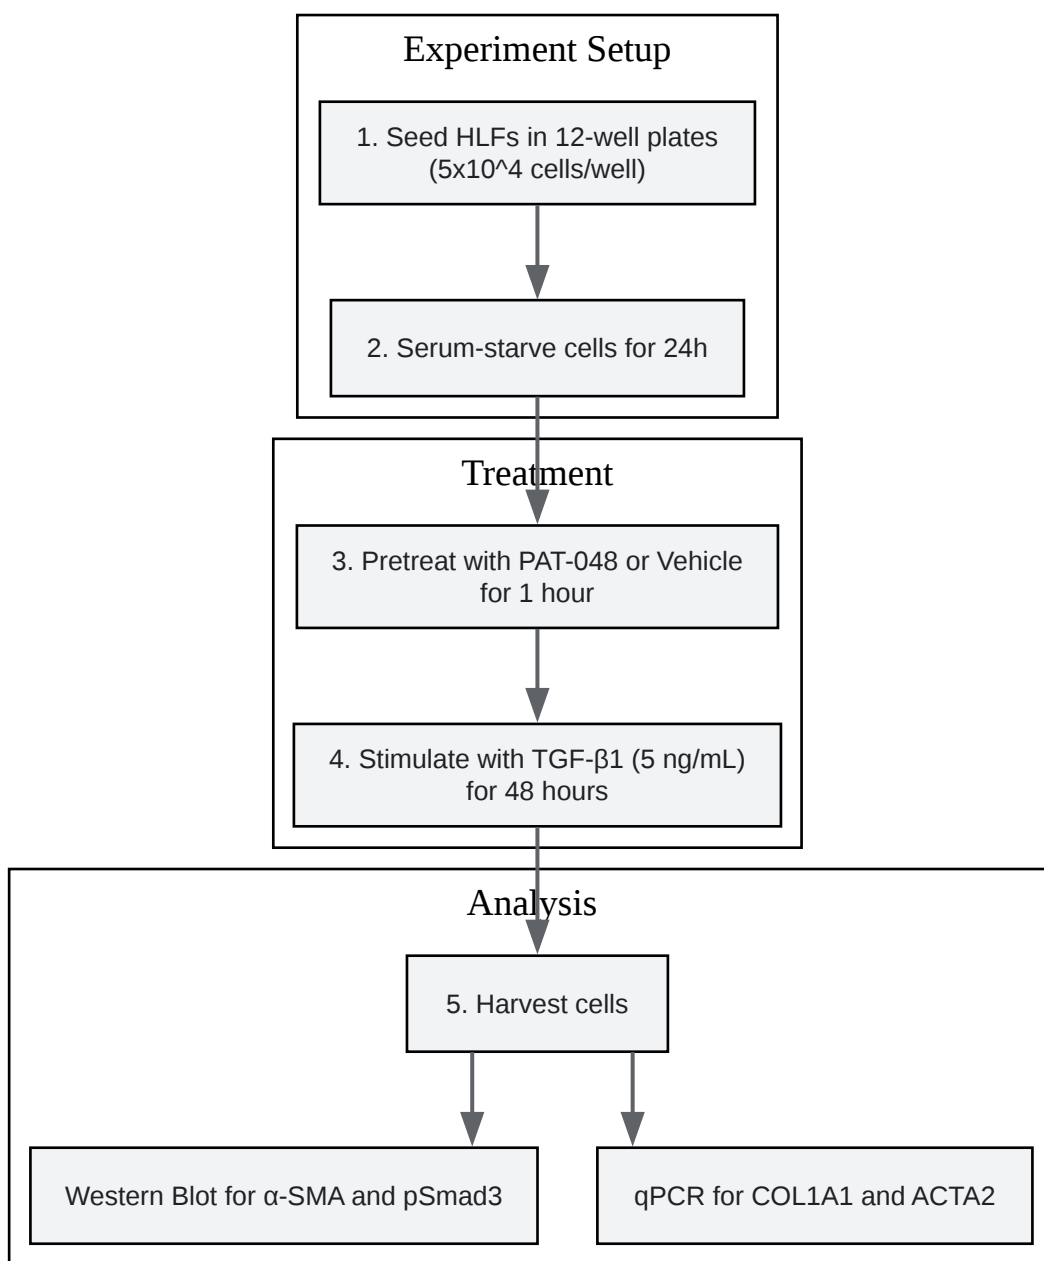 Experiment Setup
1. Seed HLFs in 12-well plates
(5x10^4 cells/well)
2. Serum-starve cells for 24h
Treatment
3. Pretreat with PAT-048 or Vehicle
for 1 hour
4. Stimulate with TGF-β1 (5 ng/mL)
for 48 hours
Analysis
5. Harvest cells
Western Blot for α-SMA and pSmad3
qPCR for COL1A1 and ACTA2